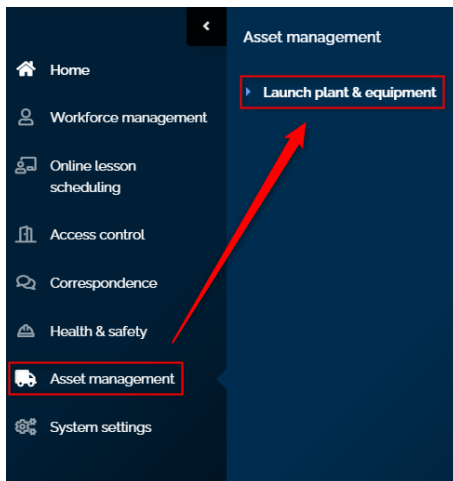 Home
Workforce management
Online lesson
scheduling
Access control
Correspondence
Health & safety
Asset management
System settings
Asset management
Launch plant & equipment